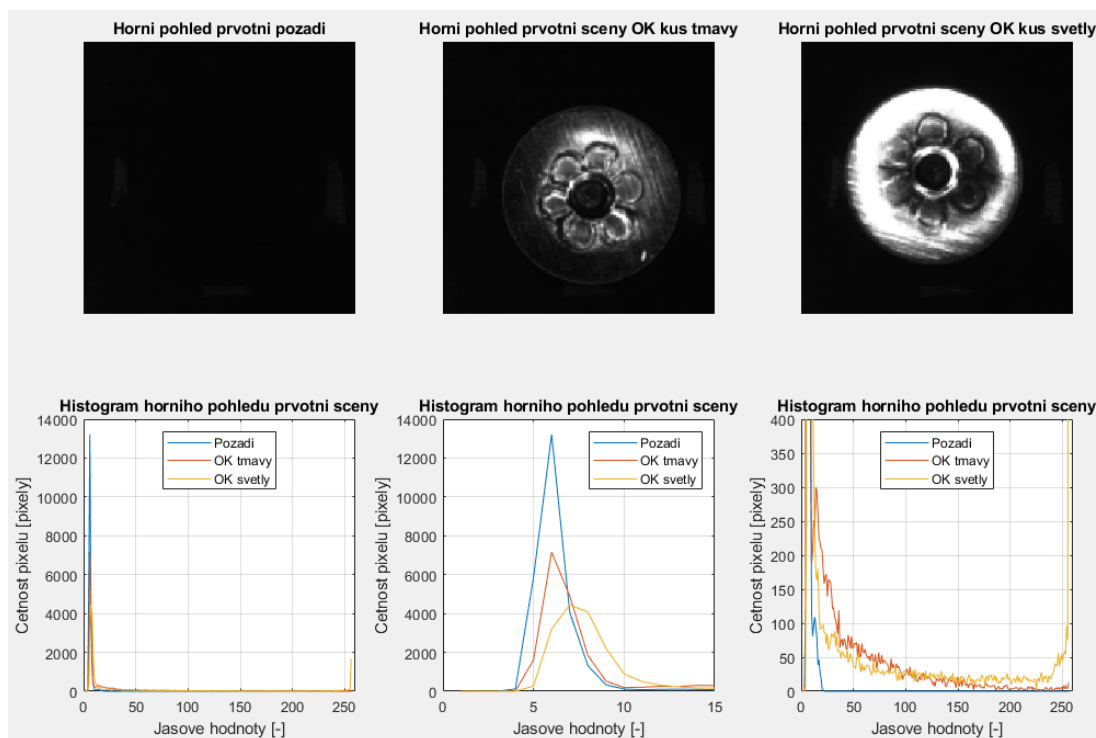 Horni pohled prvotni pozadi
Horni pohled prvotni sceny OK kus tmavy
Horni pohled prvotni sceny OK kus svetly
Histogram horniho pohledu prvotni sceny
Cetnost pixelu [pixely]
14000
12000
10000
8000
6000
4000
2000
0
Pozadi
OK tmavy
OK svetly
0 50 100 150 200 250
Jasove hodnoty [-]
Histogram horniho pohledu prvotni sceny
Cetnost pixelu [pixely]
14000
12000
10000
8000
6000
4000
2000
0
Pozadi
OK tmavy
OK svetly
0 5 10 15
Jasove hodnoty [-]
Histogram horniho pohledu prvotni sceny
Cetnost pixelu [pixely]
400
350
300
250
200
150
100
50
0
Pozadi
OK tmavy
OK svetly
0 50 100 150 200 250
Jasove hodnoty [-]